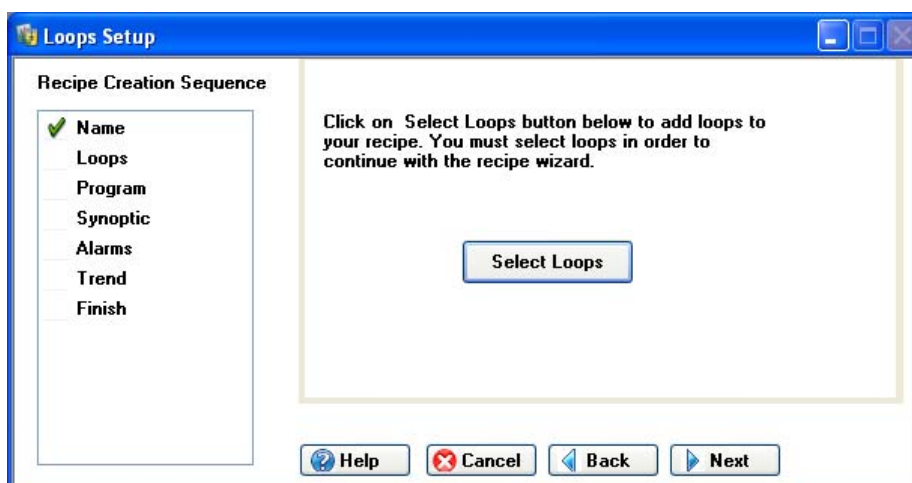 Loops Setup
Recipe Creation Sequence
Name
Loops
Program
Synoptic
Alarms
Trend
Finish
Click on Select Loops button below to add loops to
your recipe. You must select loops in order to
continue with the recipe wizard.
Select Loops
Help
Cancel
Back
Next